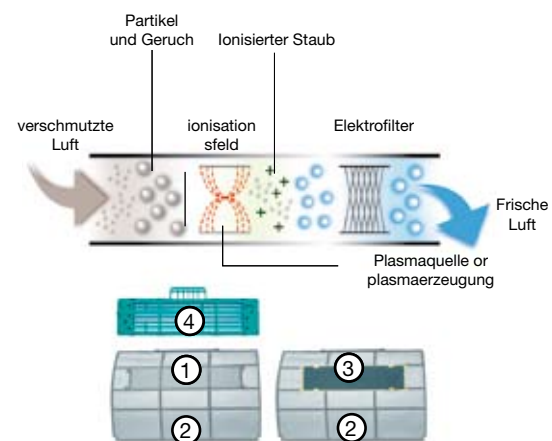 Partikel
und Geruch
Ionisierter Staub
verschmutzte
Luft
ionisation
sfeld
Elektrofilter
Frische
Luft
Plasmaquelle or
plasmaerzeugung
4
1
3
2
2